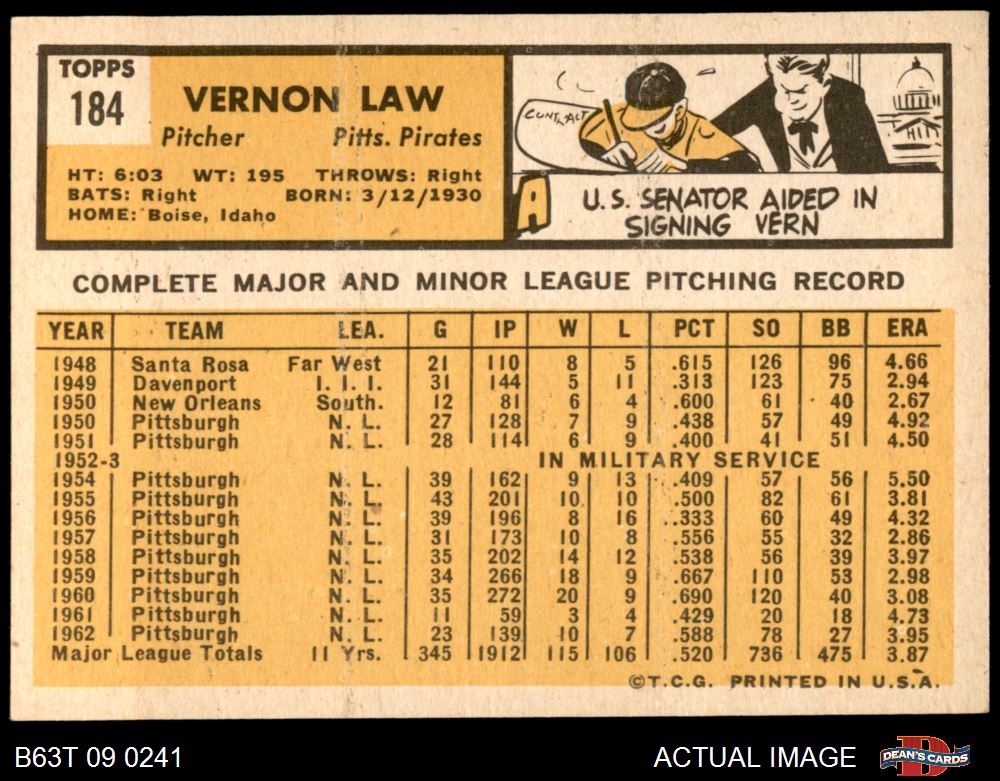 TOPPS
184
VERNON LAW
Pitcher Pitts. Pirates
HT: 6:03 WT: 195 THROWS: Right
BATS: Right BORN: 3/12/1930
HOME: Boise, Idaho
CONTRACT
U.S. SENATOR AIDED IN
SIGNING VERN
COMPLETE MAJOR AND MINOR LEAGUE PITCHING RECORD
YEAR TEAM LEA. G IP W L PCT SO BB ERA
1948 Santa Rosa Far West 21 110 8 5 .615 126 96 4.66
1949 Davenport I. I. I. 31 144 5 11 .313 123 75 2.94
1950 New Orleans South. 12 81 6 4 .600 61 40 2.67
1950 Pittsburgh N. L. 27 128 7 9 .438 57 49 4.92
1951 Pittsburgh N. L. 28 114 6 9 .400 41 51 4.50
1952-3 IN MILITARY SERVICE
1954 Pittsburgh N. L. 39 162 9 13 .409 57 56 5.50
1955 Pittsburgh N. L. 43 201 10 10 .500 82 61 3.81
1956 Pittsburgh N. L. 39 196 8 16 .333 60 49 4.32
1957 Pittsburgh N. L. 31 173 10 8 .556 55 32 2.86
1958 Pittsburgh N. L. 35 202 14 12 .538 56 39 3.97
1959 Pittsburgh N. L. 34 266 18 9 .667 110 53 2.98
1960 Pittsburgh N. L. 35 272 20 9 .690 120 40 3.08
1961 Pittsburgh N. L. 11 59 3 4 .429 20 18 4.73
1962 Pittsburgh N. L. 23 139 10 7 .588 78 27 3.95
Major League Totals 11 Yrs. 345 1912 115 106 .520 736 475 3.87
©T.C.G. PRINTED IN U.S.A.
B63T 09 0241 ACTUAL IMAGE DEAN'S CARDS